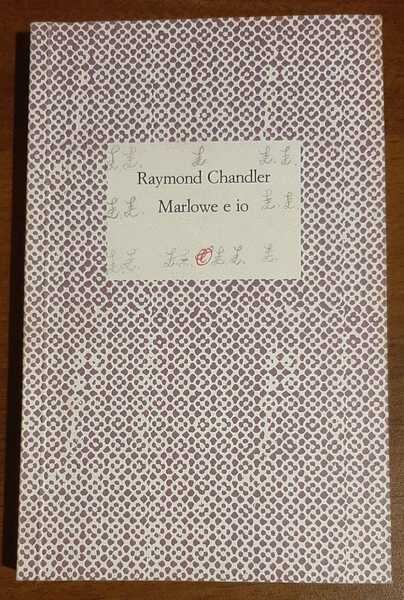 Raymond Chandler
Marlowe e io